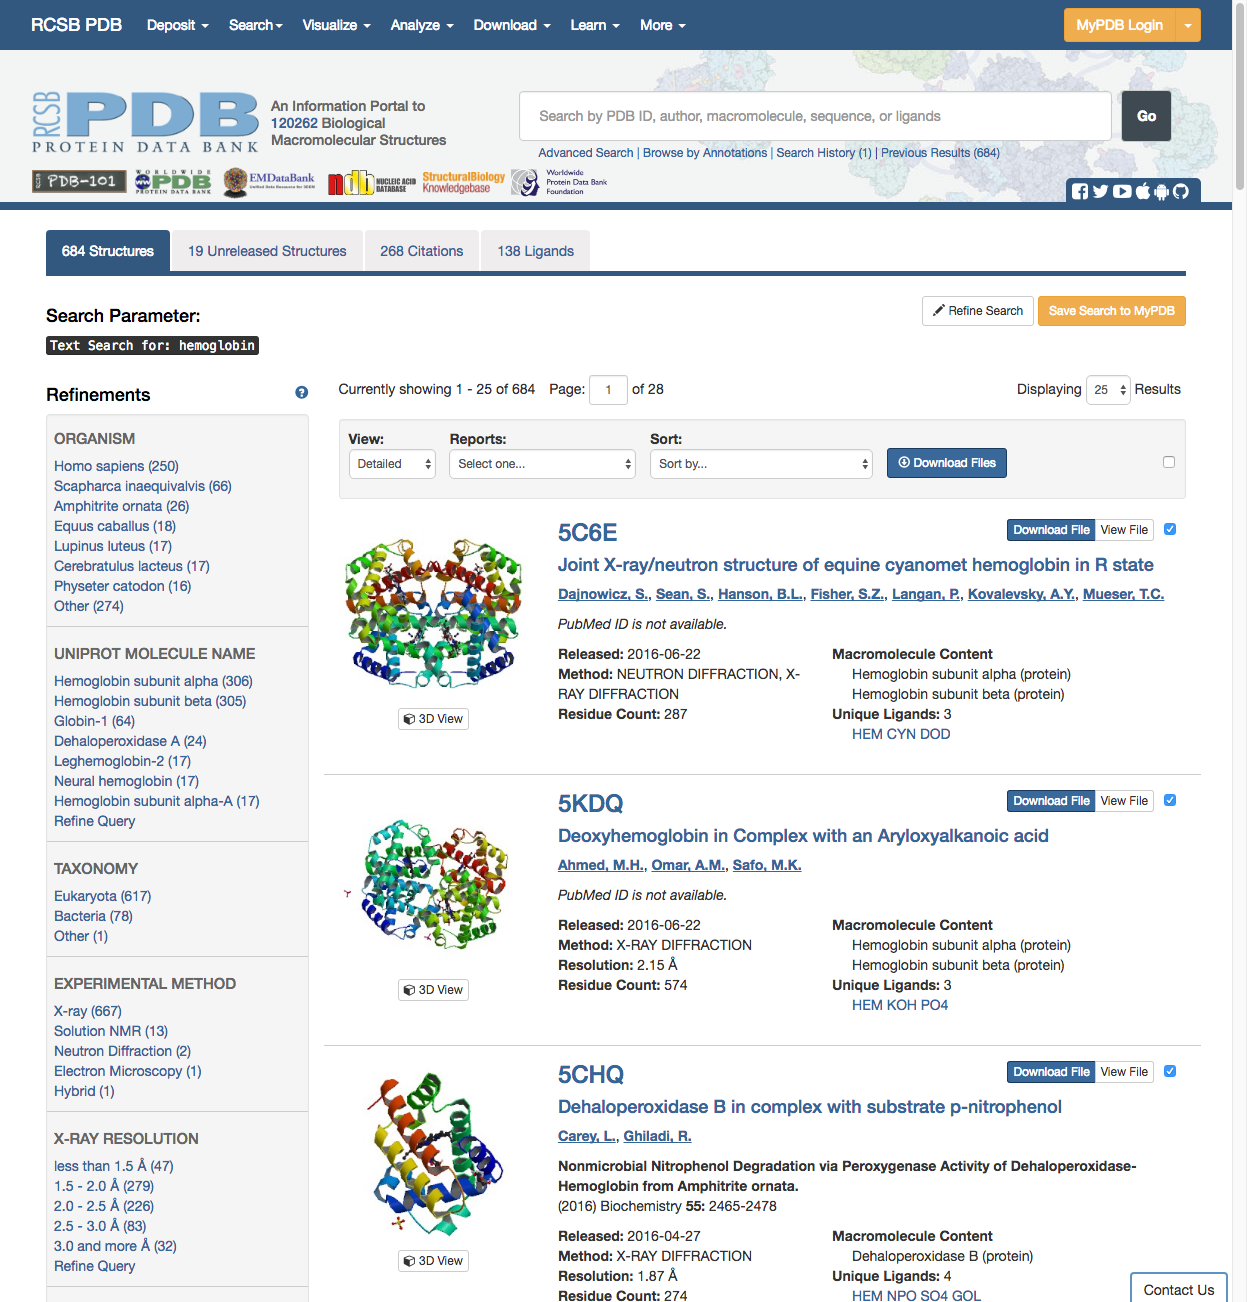 RCSB PDB Deposit Search Visualize Analyze Download Learn More MyPDB Login
RCSB PDB
PROTEIN DATA BANK
An Information Portal to
120262 Biological
Macromolecular Structures
Search by PDB ID, author, macromolecule, sequence, or ligands
Go
Advanced Search | Browse by Annotations | Search History (1) | Previous Results (684)
PDB-101
WORLDWIDE
PDB
PROTEIN DATA BANK
EMDataBank
Unified Data Resource for 3DEM
ndb NUCLEIC ACID
DATABASE
StructuralBiology
Knowledgebase
Worldwide
Protein Data Bank
Foundation
684 Structures 19 Unreleased Structures 268 Citations 138 Ligands
Search Parameter:
Refine Search Save Search to MyPDB
Text Search for: hemoglobin
Refinements
ORGANISM
Homo sapiens (250)
Scapharca inaequivalvis (66)
Amphitrite ornata (26)
Equus caballus (18)
Lupinus luteus (17)
Cerebratulus lacteus (17)
Physeter catodon (16)
Other (274)
UNIPROT MOLECULE NAME
Hemoglobin subunit alpha (306)
Hemoglobin subunit beta (305)
Globin-1 (64)
Dehaloperoxidase A (24)
Leghemoglobin-2 (17)
Neural hemoglobin (17)
Hemoglobin subunit alpha-A (17)
Refine Query
TAXONOMY
Eukaryota (617)
Bacteria (78)
Other (1)
EXPERIMENTAL METHOD
X-ray (667)
Solution NMR (13)
Neutron Diffraction (2)
Electron Microscopy (1)
Hybrid (1)
X-RAY RESOLUTION
less than 1.5 Å (47)
1.5 - 2.0 Å (279)
2.0 - 2.5 Å (226)
2.5 - 3.0 Å (83)
3.0 and more Å (32)
Refine Query
Currently showing 1 - 25 of 684 Page: 1 of 28 Displaying 25 Results
View: Reports: Sort:
Detailed Select one... Sort by... Download Files
5C6E
Download File View File
Joint X-ray/neutron structure of equine cyanomet hemoglobin in R state
Dajnowicz, S., Sean, S., Hanson, B.L., Fisher, S.Z., Langan, P., Kovalevsky, A.Y., Mueser, T.C.
PubMed ID is not available.
Released: 2016-06-22
Method: NEUTRON DIFFRACTION, X-
RAY DIFFRACTION
Residue Count: 287
Macromolecule Content
Hemoglobin subunit alpha (protein)
Hemoglobin subunit beta (protein)
Unique Ligands: 3
HEM CYN DOD
3D View
5KDQ
Download File View File
Deoxyhemoglobin in Complex with an Aryloxyalkanoic acid
Ahmed, M.H., Omar, A.M., Safo, M.K.
PubMed ID is not available.
Released: 2016-06-22
Method: X-RAY DIFFRACTION
Resolution: 2.15 Å
Residue Count: 574
Macromolecule Content
Hemoglobin subunit alpha (protein)
Hemoglobin subunit beta (protein)
Unique Ligands: 3
HEM KOH PO4
3D View
5CHQ
Download File View File
Dehaloperoxidase B in complex with substrate p-nitrophenol
Carey, L., Ghiladi, R.
Nonmicrobial Nitrophenol Degradation via Peroxygenase Activity of Dehaloperoxidase-
Hemoglobin from Amphitrite ornata.
(2016) Biochemistry 55: 2465-2478
Released: 2016-04-27
Method: X-RAY DIFFRACTION
Resolution: 1.87 Å
Residue Count: 274
Macromolecule Content
Dehaloperoxidase B (protein)
Unique Ligands: 4
HEM NPO SO4 GOL
3D View
Contact Us